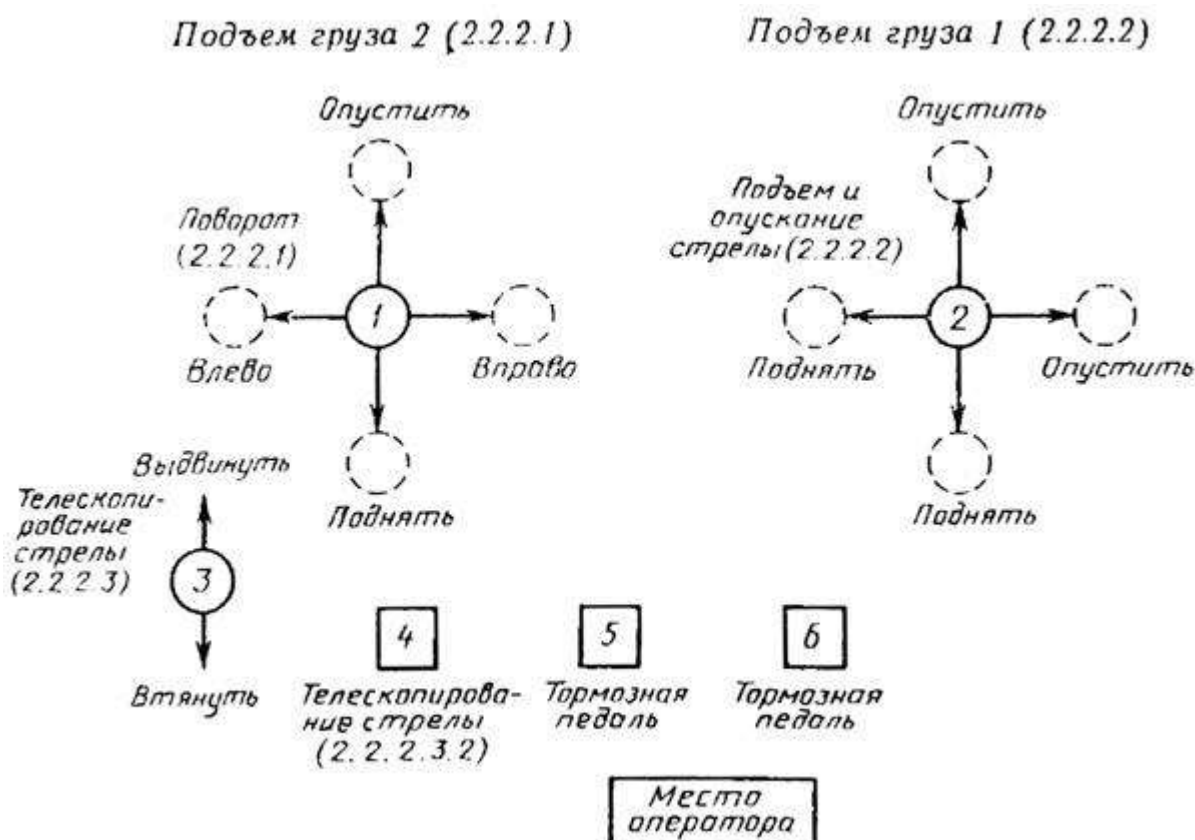 Подъем груза 2 (2.2.2.1)
Подъем груза 1 (2.2.2.2)
Опустить
Опустить
Поворот
(2.2.2.1)
Подъем и
опускание
стрелы (2.2.2.2)
1
2
Влево
Вправо
Поднять
Опустить
Выдвинуть
Поднять
Поднять
Телескопи-
рование
стрелы
(2.2.2.3)
3
4
5
6
Втянуть
Телескопирова-
ние стрелы
(2.2.2.3.2)
Тормозная
педаль
Тормозная
педаль
Место
оператора